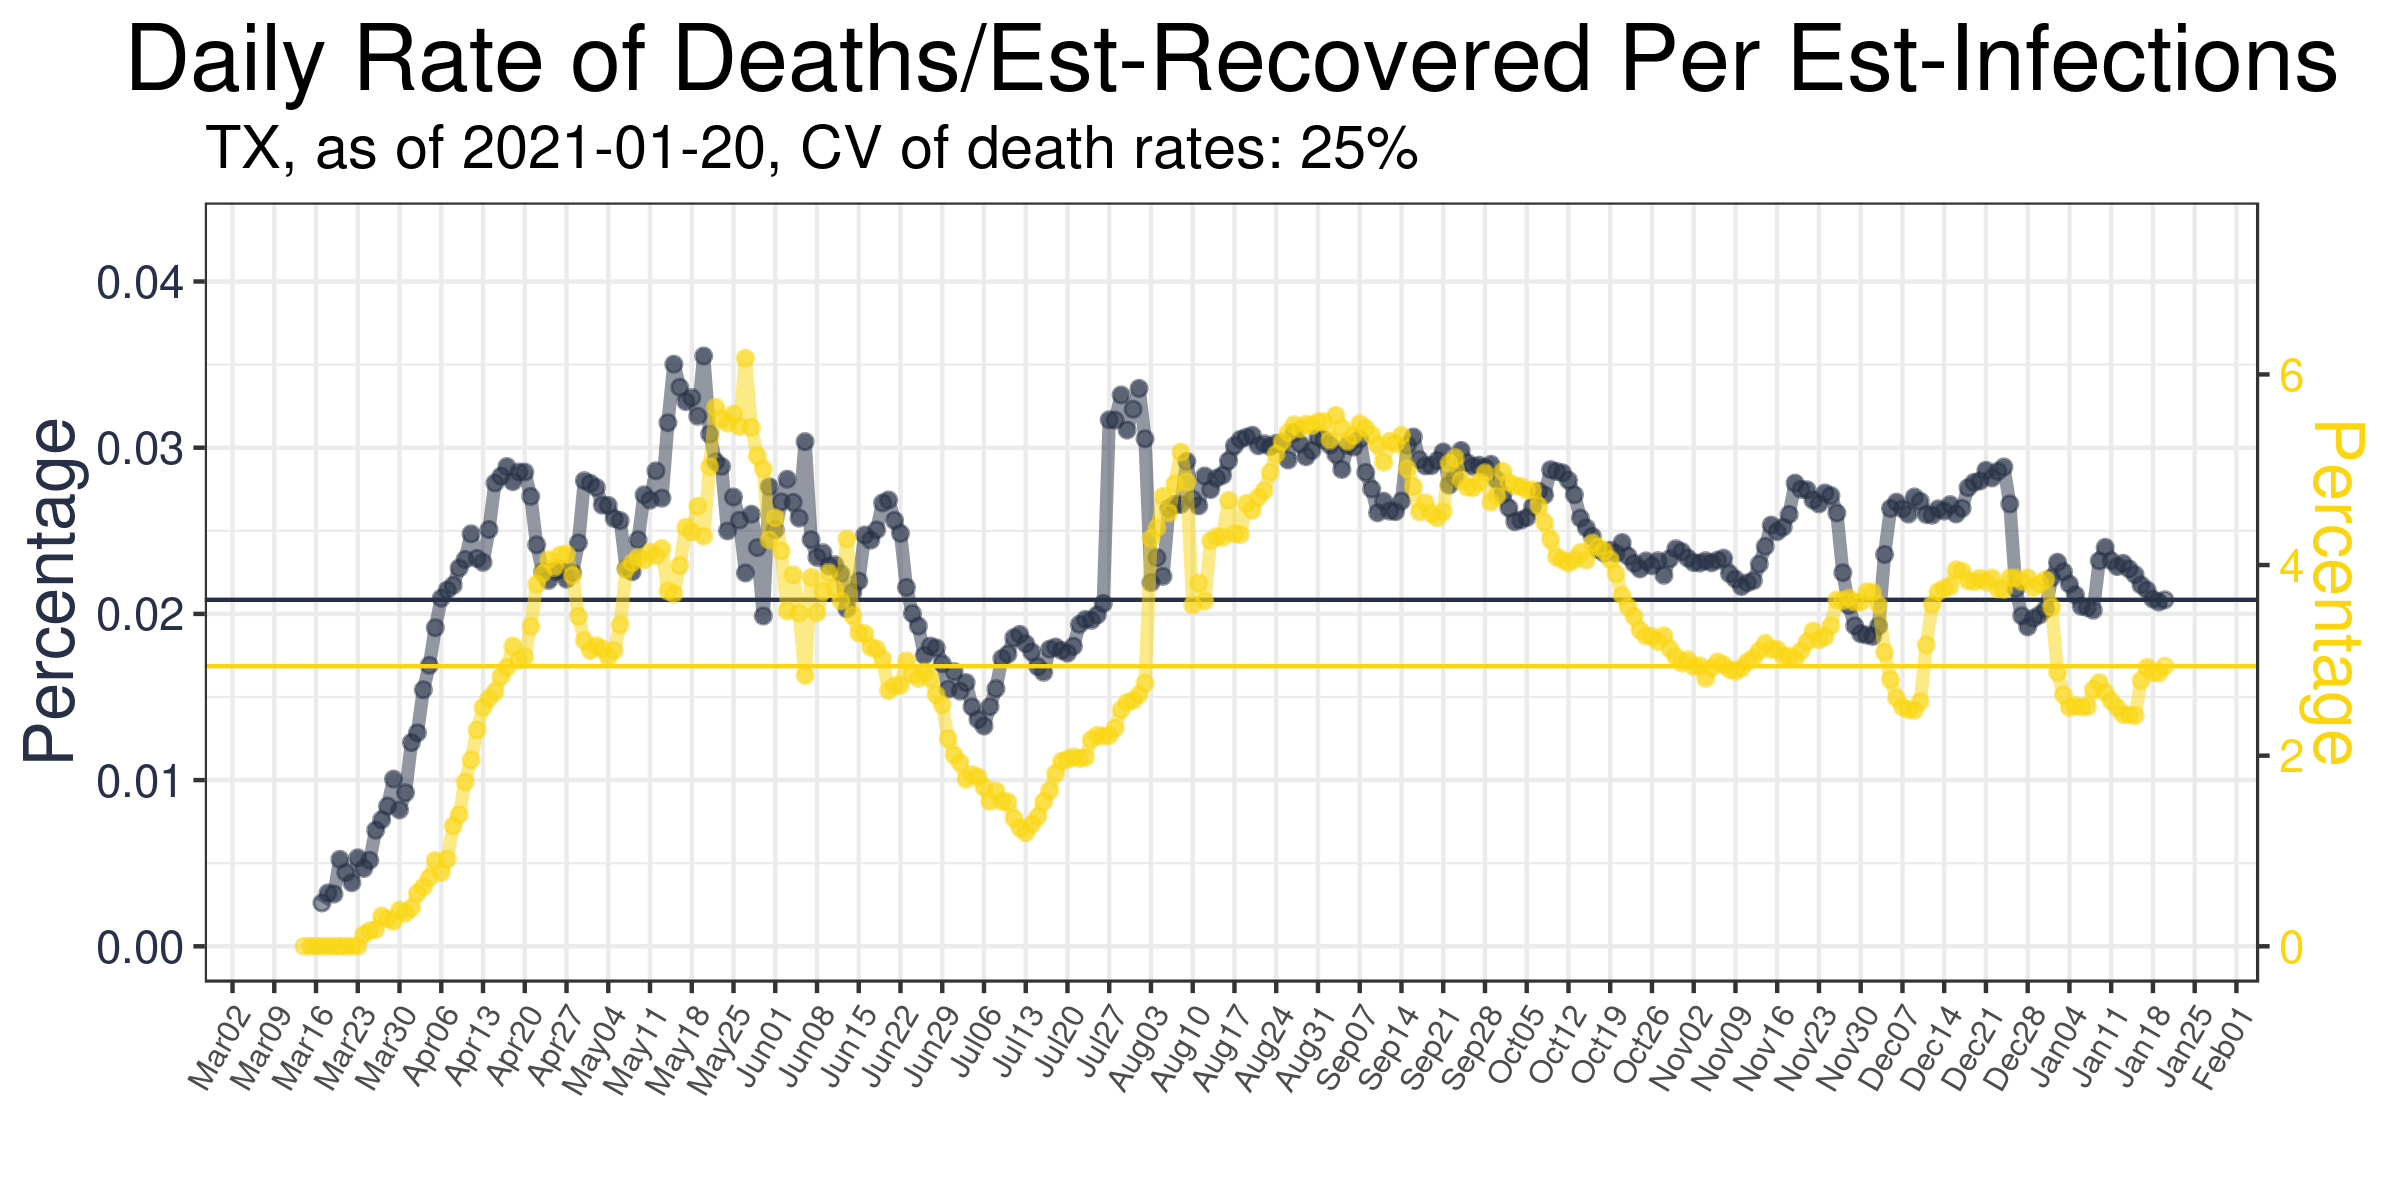 Daily Rate of Deaths/Est-Recovered Per Est-Infections
TX, as of 2021-01-20, CV of death rates: 25%
Percentage
0.04
0.03
0.02
0.01
0.00
6
4
2
0
Percentage
Mar02
Mar09
Mar16
Mar23
Mar30
Apr06
Apr13
Apr20
Apr27
May04
May11
May18
May25
Jun01
Jun08
Jun15
Jun22
Jun29
Jul06
Jul13
Jul20
Jul27
Aug03
Aug10
Aug17
Aug24
Aug31
Sep07
Sep14
Sep21
Sep28
Oct05
Oct12
Oct19
Oct26
Nov02
Nov09
Nov16
Nov23
Nov30
Dec07
Dec14
Dec21
Dec28
Jan04
Jan11
Jan18
Jan25
Feb01